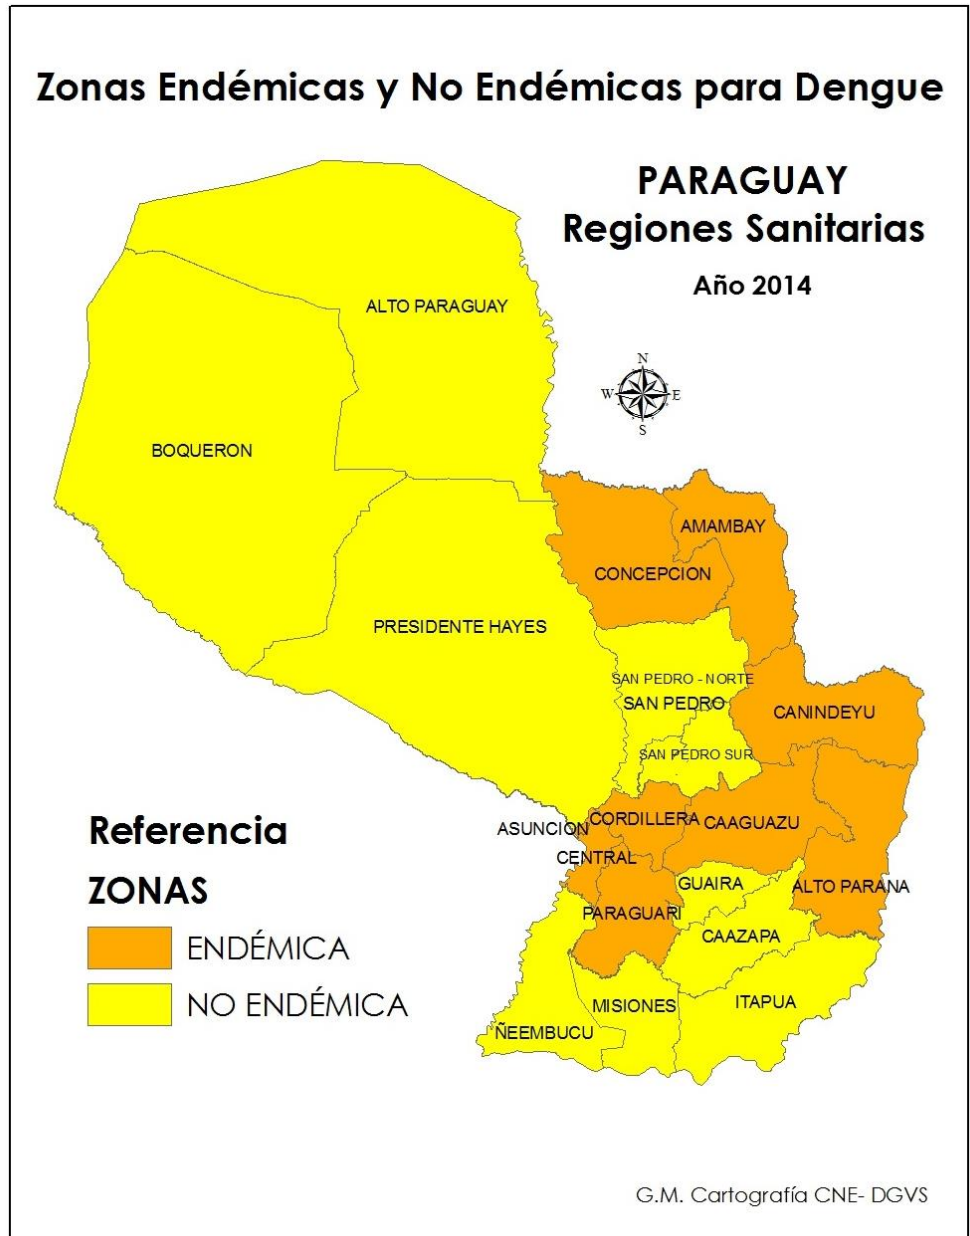 Zonas Endémicas y No Endémicas para Dengue
PARAGUAY
Regiones Sanitarias
Año 2014
ALTO PARAGUAY
N
W
E
S
BOQUERON
AMAMBAY
CONCEPCION
PRESIDENTE HAYES
SAN PEDRO - NORTE
SAN PEDRO
CANINDEYU
SAN PEDRO SUR
ASUNCION
CORDILLERA
CAAGUAZU
CENTRAL
GUAIRA
ALTO PARANA
PARAGUARI
CAAZAPA
MISIONES
ITAPUA
ÑEEMBUCU
Referencia
ZONAS
ENDÉMICA
NO ENDÉMICA
G.M. Cartografía CNE- DGVS